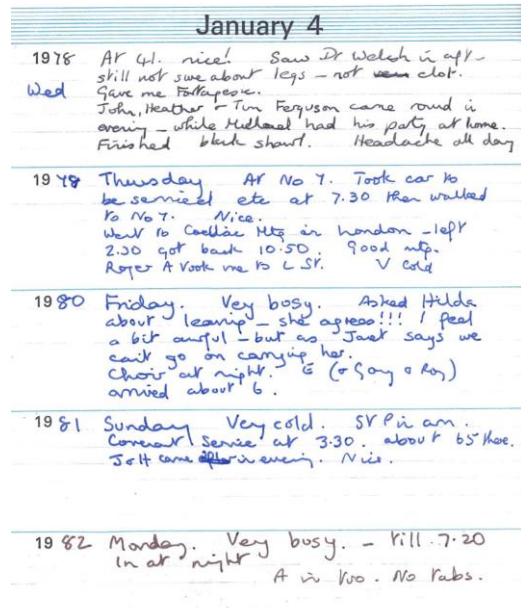 January 4
1978 At 41. nice! Saw Dr Welch in aft-
Wed still not sure about legs – not clot.
Gave me Fortagesic.
John, Heather + Tim Ferguson came round in
evening – while had his party at home.
Finished black shawl. Headache all day
1979 Thursday At No 7. Took car to
be serviced etc at 7.30 then walked
to No 7. Nice.
Went to Coeliac Mtg in London – left
2.30 got back 10.50. Good mtg.
Roger A took me to L St. V cold
1980 Friday. Very busy. Asked Hilda
about leaving – she agrees!!! I feel
a bit awful – but as Janet says we
can't go on carrying her.
Choir at night. E (+ Gary + Roy)
arrived about 6.
1981 Sunday Very cold. St P in am.
Covenant Service at 3.30. about 65 there.
J + H came in evening. Nice.
1982 Monday. Very busy. – till 7.20
In at night
A in two. No tabs.